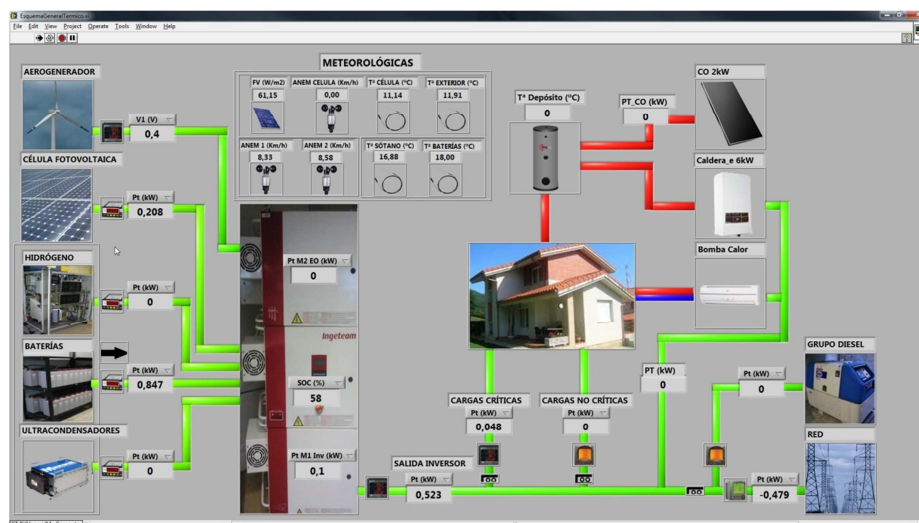 EsquemaGeneralTermico.vi
File Edit View Project Operate Tools Window Help
METEOROLÓGICAS
FV (W/m2) ANEM CELULA (Km/h) Tª CÉLULA (ºC) Tª EXTERIOR (ºC)
61,15 0,00 11,14 11,91
ANEM 1 (Km/h) ANEM 2 (Km/h) Tª SÓTANO (ºC) Tª BATERÍAS (ºC)
8,33 8,58 16,88 18,00
AEROGENERADOR
V1 (V)
0,4
CÉLULA FOTOVOLTAICA
Pt (kW)
0,208
HIDRÓGENO
Pt (kW)
0
BATERÍAS
Pt (kW)
0,847
ULTRACONDENSADORES
Pt (kW)
0
Pt M2 EO (kW)
0
Ingeteam
SOC (%)
58
Pt M1 Inv (kW)
0,1
Tª Depósito (ºC)
0
PT_CO (kW)
0
CO 2kW
Caldera_e 6kW
Bomba Calor
CARGAS CRÍTICAS
Pt (kW)
0,048
CARGAS NO CRÍTICAS
Pt (kW)
0
PT (kW)
0
GRUPO DIESEL
Pt (kW)
0
SALIDA INVERSOR
Pt (kW)
0,523
RED
Pt (kW)
-0,479